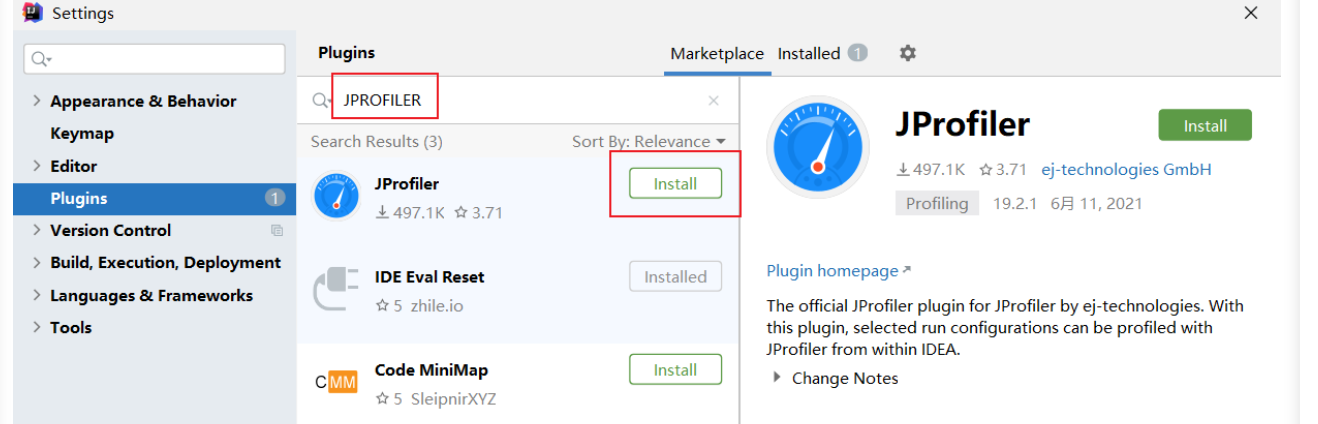 Settings
Plugins
Marketplace Installed 1
Appearance & Behavior
Keymap
Editor
Plugins 1
Version Control
Build, Execution, Deployment
Languages & Frameworks
Tools
JPROFILER
Search Results (3) Sort By: Relevance
JProfiler Install
497.1K 3.71
IDE Eval Reset Installed
5 zhile.io
CMM Code MiniMap Install
5 SleipnirXYZ
JProfiler Install
497.1K 3.71 ej-technologies GmbH
Profiling 19.2.1 6月 11, 2021
Plugin homepage
The official JProfiler plugin for JProfiler by ej-technologies. With
this plugin, selected run configurations can be profiled with
JProfiler from within IDEA.
Change Notes